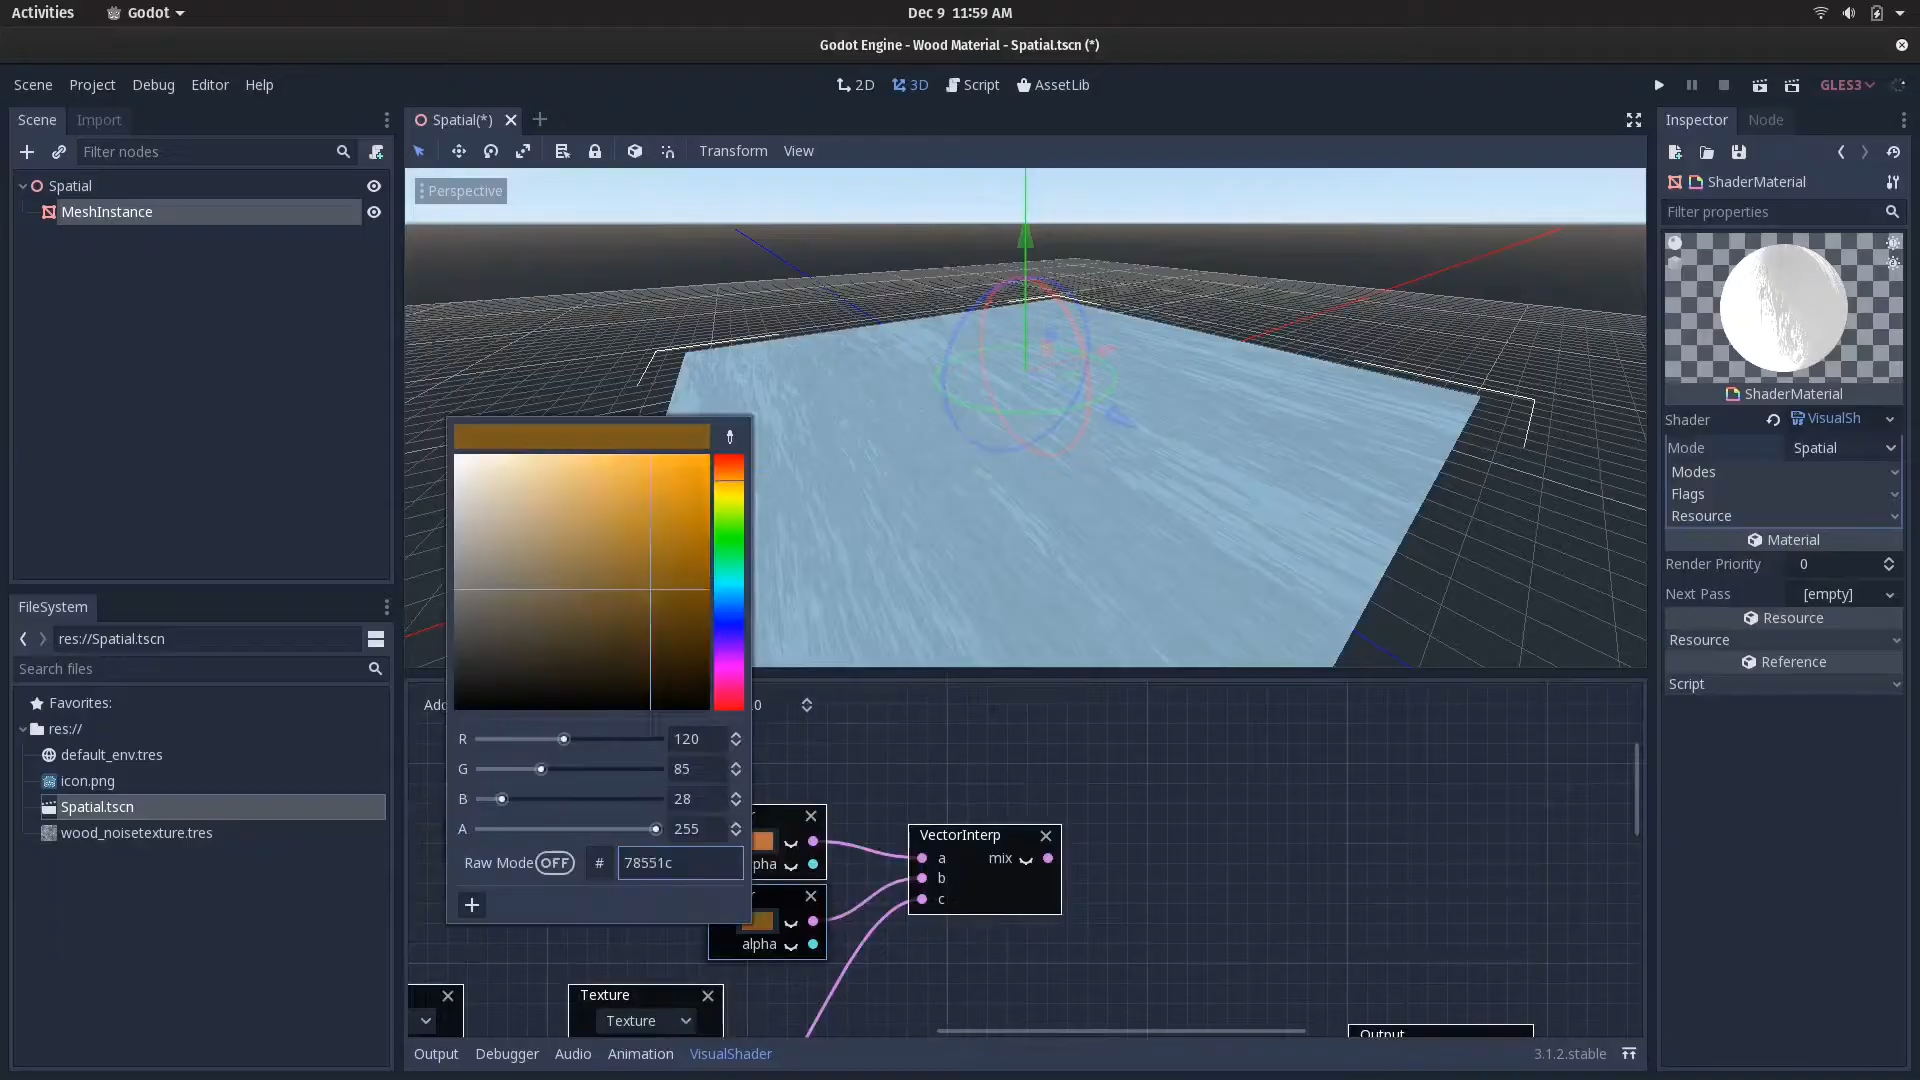 Activities
Godot
Dec 9 11:59 AM
Godot Engine - Wood Material - Spatial.tscn (*)
Scene Project Debug Editor Help
2D 3D Script AssetLib
GLES3
Scene Import
Filter nodes
Spatial
MeshInstance
Spatial(*)
Transform View
Perspective
Inspector Node
ShaderMaterial
Filter properties
ShaderMaterial
Shader VisualSh
Mode Spatial
Modes
Flags
Resource
Material
Render Priority 0
Next Pass [empty]
Resource
Resource
Reference
Script
FileSystem
res://Spatial.tscn
Search files
Favorites:
res://
default_env.tres
icon.png
Spatial.tscn
wood_noisetexture.tres
R 120
G 85
B 28
A 255
Raw Mode OFF # 78551c
VectorInterp
a mix
b
c
alpha
Texture
Texture
Output
Output Debugger Audio Animation VisualShader
3.1.2.stable